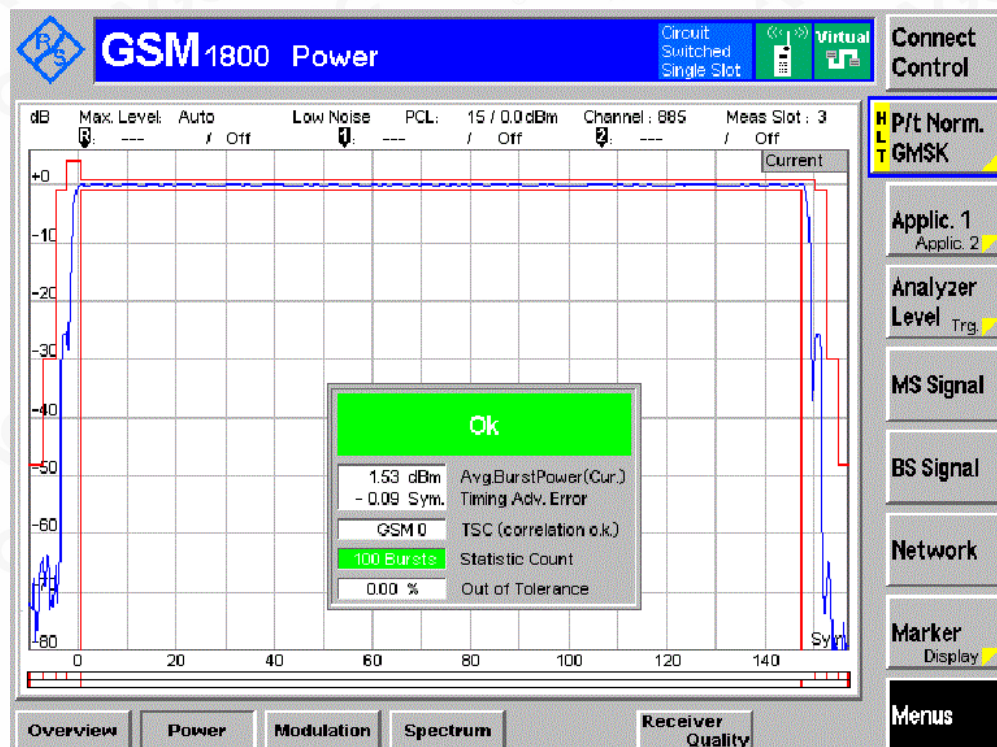 R/S
GSM 1800 Power
Circuit
Switched
Single Slot
Virtual
Connect
Control
dB Max. Level: Auto Low Noise PCL: 15 / 0.0 dBm Channel : 885 Meas Slot : 3
R: --- / Off 1: --- / Off 2: --- / Off
Current
HLT
P/t Norm.
GMSK
+0
-10
-20
-30
-40
-50
-60
-80
Applic. 1
Applic. 2
Analyzer
Level Trg.
MS Signal
BS Signal
Network
Marker
Display
Menus
Ok
1.53 dBm Avg.BurstPower(Cur.)
- 0.09 Sym. Timing Adv. Error
GSM 0 TSC (correlation o.k.)
100 Bursts Statistic Count
0.00 % Out of Tolerance
Sym
0 20 40 60 80 100 120 140
Overview Power Modulation Spectrum Receiver
Quality